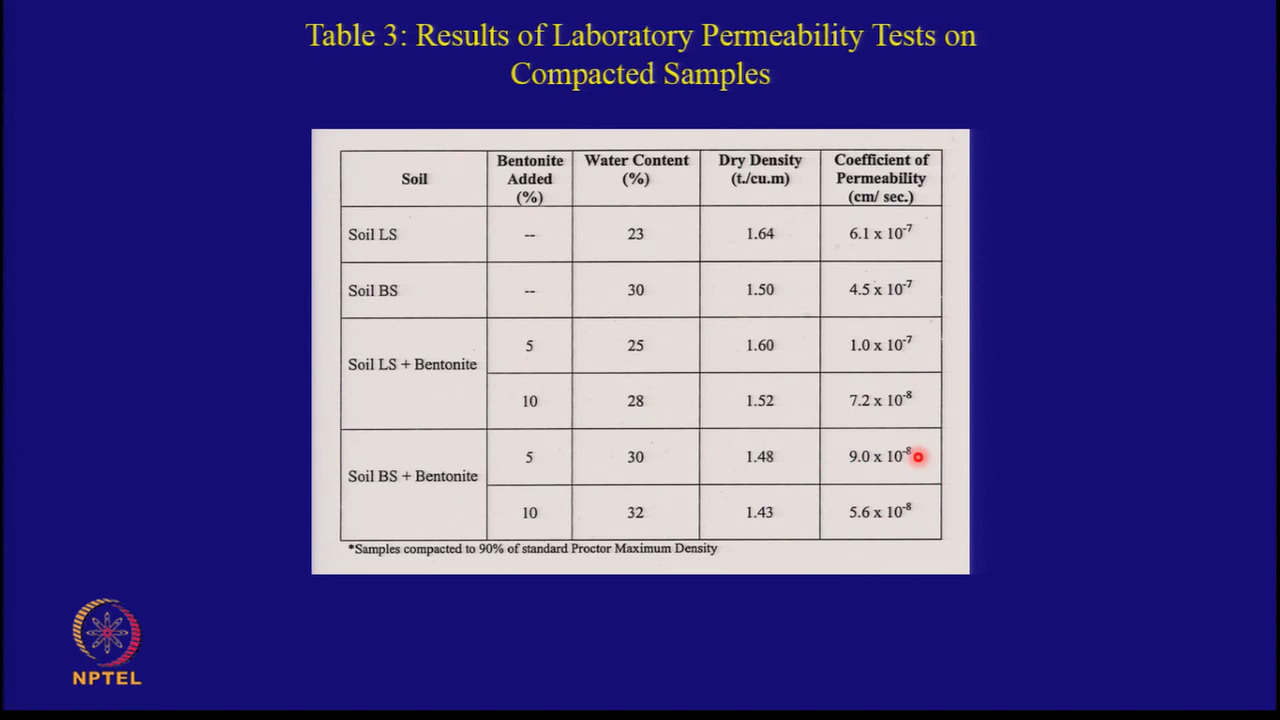 Table 3: Results of Laboratory Permeability Tests on
Compacted Samples
Soil | Bentonite Added (%) | Water Content (%) | Dry Density (t./cu.m) | Coefficient of Permeability (cm/ sec.)
Soil LS | -- | 23 | 1.64 | 6.1 x 10⁻⁷
Soil BS | -- | 30 | 1.50 | 4.5 x 10⁻⁷
Soil LS + Bentonite | 5 | 25 | 1.60 | 1.0 x 10⁻⁷
10 | 28 | 1.52 | 7.2 x 10⁻⁸
Soil BS + Bentonite | 5 | 30 | 1.48 | 9.0 x 10⁻⁸
10 | 32 | 1.43 | 5.6 x 10⁻⁸
*Samples compacted to 90% of standard Proctor Maximum Density
NPTEL